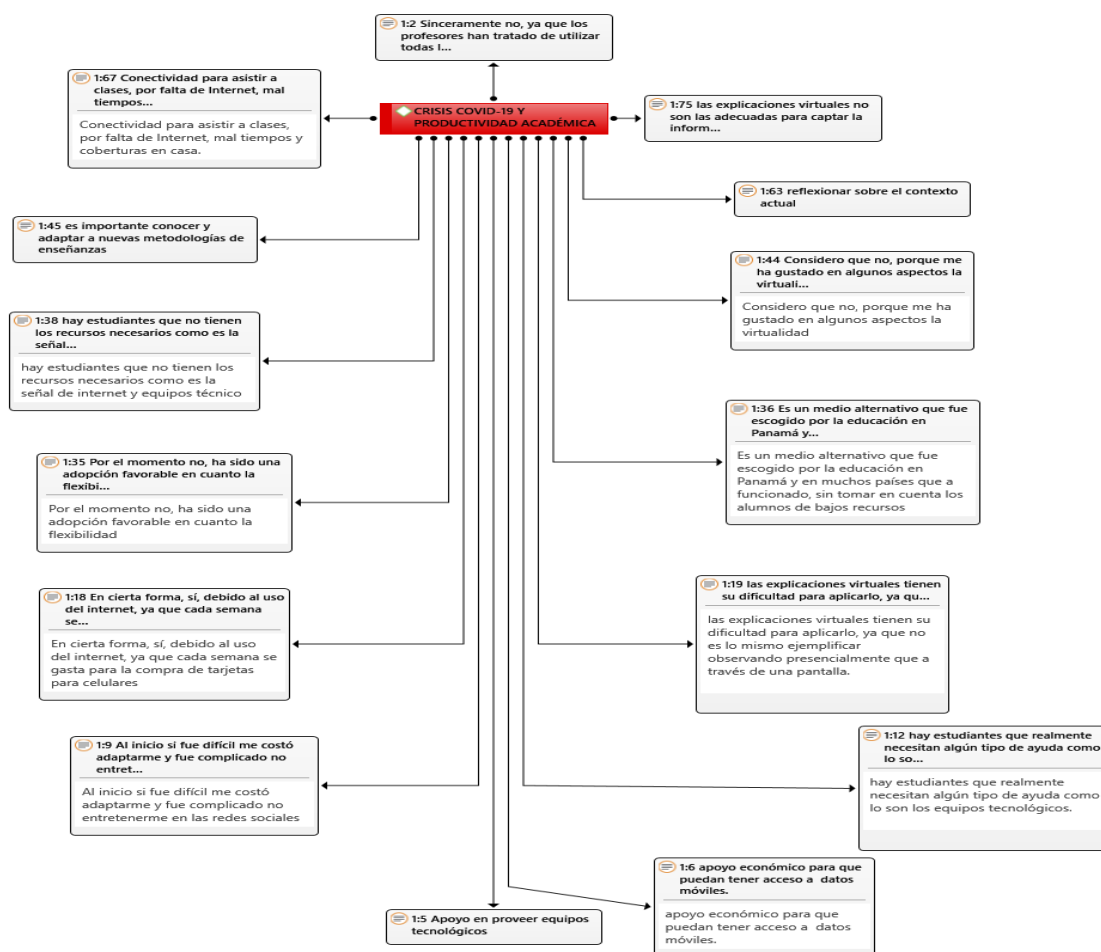 1:2 Sinceramente no, ya que los
profesores han tratado de utilizar
todas l...
1:67 Conectividad para asistir a
clases, por falta de Internet, mal
tiempos...
Conectividad para asistir a clases,
por falta de Internet, mal tiempos y
coberturas en casa.
CRISIS COVID-19 Y
PRODUCTIVIDAD ACADÉMICA
1:75 las explicaciones virtuales no
son las adecuadas para captar la
inform...
1:63 reflexionar sobre el contexto
actual
1:45 es importante conocer y
adaptar a nuevas metodologías de
enseñanzas
1:44 Considero que no, porque me
ha gustado en algunos aspectos la
virtuali...
Considero que no, porque me ha
gustado en algunos aspectos la
virtualidad
1:38 hay estudiantes que no tienen
los recursos necesarios como es la
señal...
hay estudiantes que no tienen los
recursos necesarios como es la
señal de internet y equipos técnico
1:36 Es un medio alternativo que fue
escogido por la educación en
Panamá y...
Es un medio alternativo que fue
escogido por la educación en
Panamá y en muchos países que a
funcionado, sin tomar en cuenta los
alumnos de bajos recursos
1:35 Por el momento no, ha sido una
adopción favorable en cuanto la
flexibi...
Por el momento no, ha sido una
adopción favorable en cuanto la
flexibilidad
1:19 las explicaciones virtuales tienen
su dificultad para aplicarlo, ya qu...
las explicaciones virtuales tienen su
dificultad para aplicarlo, ya que no
es lo mismo ejemplificar
observando presencialmente que a
través de una pantalla.
1:18 En cierta forma, sí, debido al uso
del internet, ya que cada semana
se...
En cierta forma, sí, debido al uso
del internet, ya que cada semana se
gasta para la compra de tarjetas
para celulares
1:12 hay estudiantes que realmente
necesitan algún tipo de ayuda como
lo so...
hay estudiantes que realmente
necesitan algún tipo de ayuda como
lo son los equipos tecnológicos.
1:9 Al inicio si fue difícil me costó
adaptarme y fue complicado no
entret...
Al inicio si fue difícil me costó
adaptarme y fue complicado no
entretenerme en las redes sociales
1:6 apoyo económico para que
puedan tener acceso a datos
móviles.
apoyo económico para que
puedan tener acceso a datos
móviles.
1:5 Apoyo en proveer equipos
tecnológicos